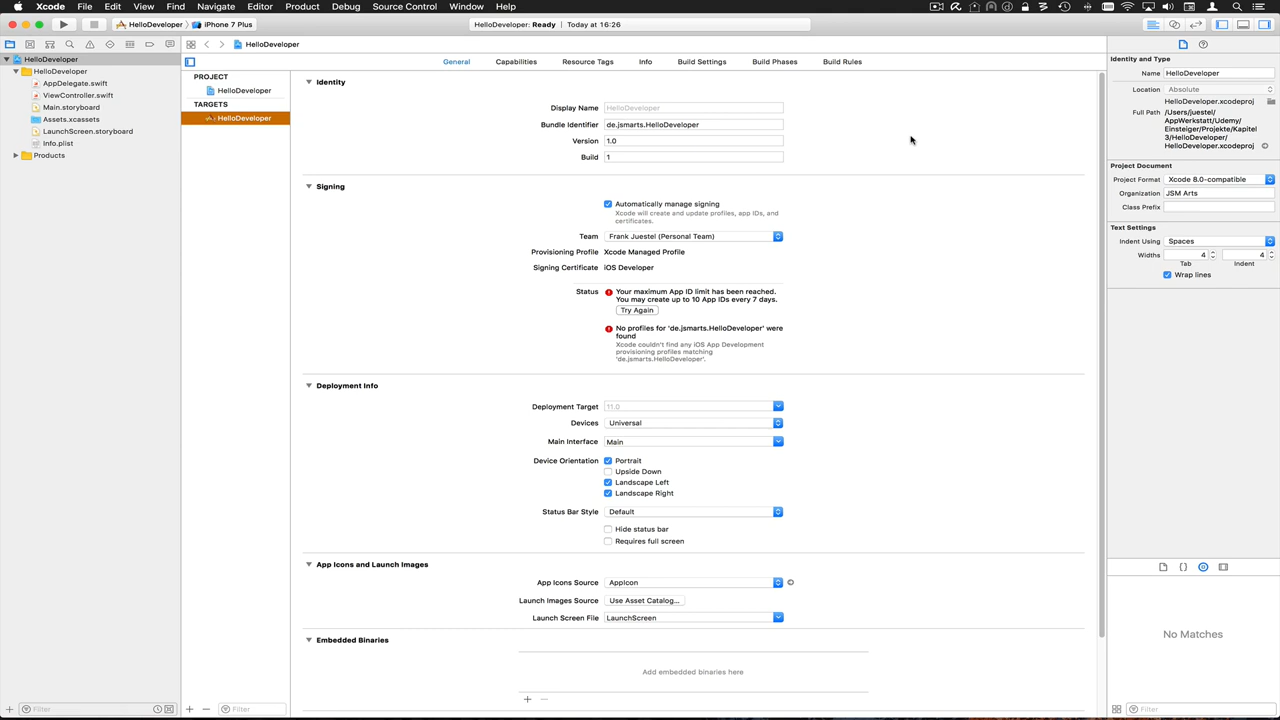 Xcode File Edit View Find Navigate Editor Product Debug Source Control Window Help
HelloDeveloper iPhone 7 Plus
HelloDeveloper: Ready Today at 16:26
HelloDeveloper
HelloDeveloper
AppDelegate.swift
ViewController.swift
Main.storyboard
Assets.xcassets
LaunchScreen.storyboard
Info.plist
Products
Filter
HelloDeveloper
General Capabilities Resource Tags Info Build Settings Build Phases Build Rules
PROJECT
HelloDeveloper
TARGETS
HelloDeveloper
Filter
Identity
Display Name HelloDeveloper
Bundle Identifier de.jsmarts.HelloDeveloper
Version 1.0
Build 1
Signing
Automatically manage signing
Xcode will create and update profiles, app IDs, and
certificates.
Team Frank Juestel (Personal Team)
Provisioning Profile Xcode Managed Profile
Signing Certificate iOS Developer
Status Your maximum App ID limit has been reached.
You may create up to 10 App IDs every 7 days.
Try Again
No profiles for 'de.jsmarts.HelloDeveloper' were
found
Xcode couldn't find any iOS App Development
provisioning profiles matching
'de.jsmarts.HelloDeveloper'.
Deployment Info
Deployment Target 11.0
Devices Universal
Main Interface Main
Device Orientation Portrait
Upside Down
Landscape Left
Landscape Right
Status Bar Style Default
Hide status bar
Requires full screen
App Icons and Launch Images
App Icons Source AppIcon
Launch Images Source Use Asset Catalog...
Launch Screen File LaunchScreen
Embedded Binaries
Add embedded binaries here
Identity and Type
Name HelloDeveloper
Location Absolute
HelloDeveloper.xcodeproj
Full Path /Users/juestel/
AppWerkstatt/Udemy/
Einsteiger/Projekte/Kapitel
3/HelloDeveloper/
HelloDeveloper.xcodeproj
Project Document
Project Format Xcode 8.0-compatible
Organization JSM Arts
Class Prefix
Text Settings
Indent Using Spaces
Widths 4 4
Tab Indent
Wrap lines
No Matches
Filter